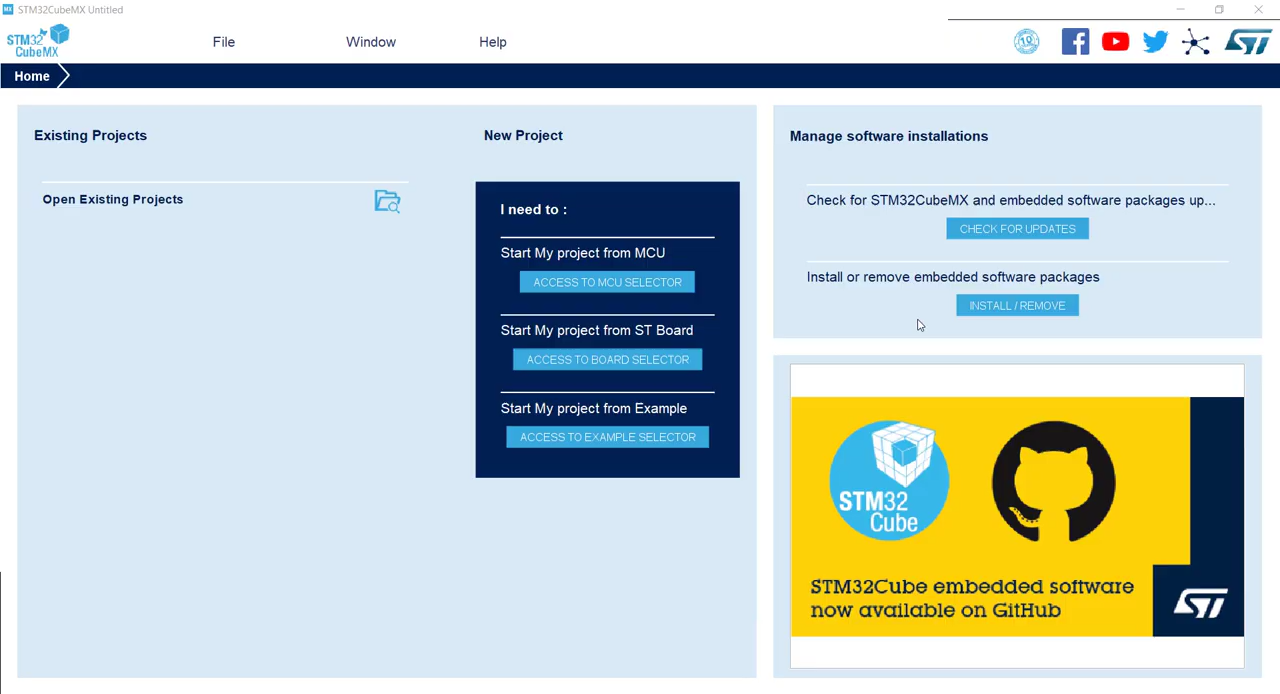 MX STM32CubeMX Untitled
STM32
CubeMX
File
Window
Help
10
Home
Existing Projects
Open Existing Projects
New Project
I need to :
Start My project from MCU
ACCESS TO MCU SELECTOR
Start My project from ST Board
ACCESS TO BOARD SELECTOR
Start My project from Example
ACCESS TO EXAMPLE SELECTOR
Manage software installations
Check for STM32CubeMX and embedded software packages up...
CHECK FOR UPDATES
Install or remove embedded software packages
INSTALL / REMOVE
STM32
Cube
STM32Cube embedded software
now available on GitHub
ST